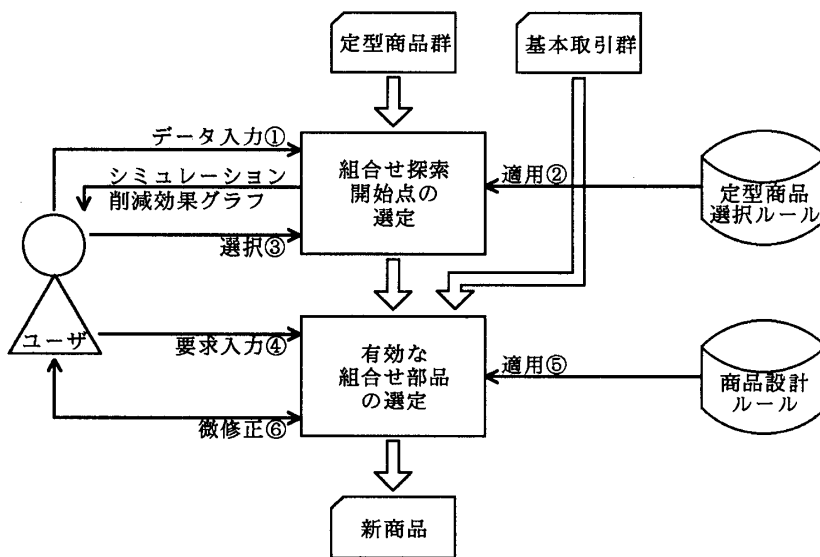 定型商品群
基本取引群
データ入力①
シミュレーション
削減効果グラフ
選択③
組合せ探索
開始点の
選定
適用②
定型商品
選択ルール
ユーザ
要求入力④
微修正⑥
有効な
組合せ部品
の選定
適用⑤
商品設計
ルール
新商品